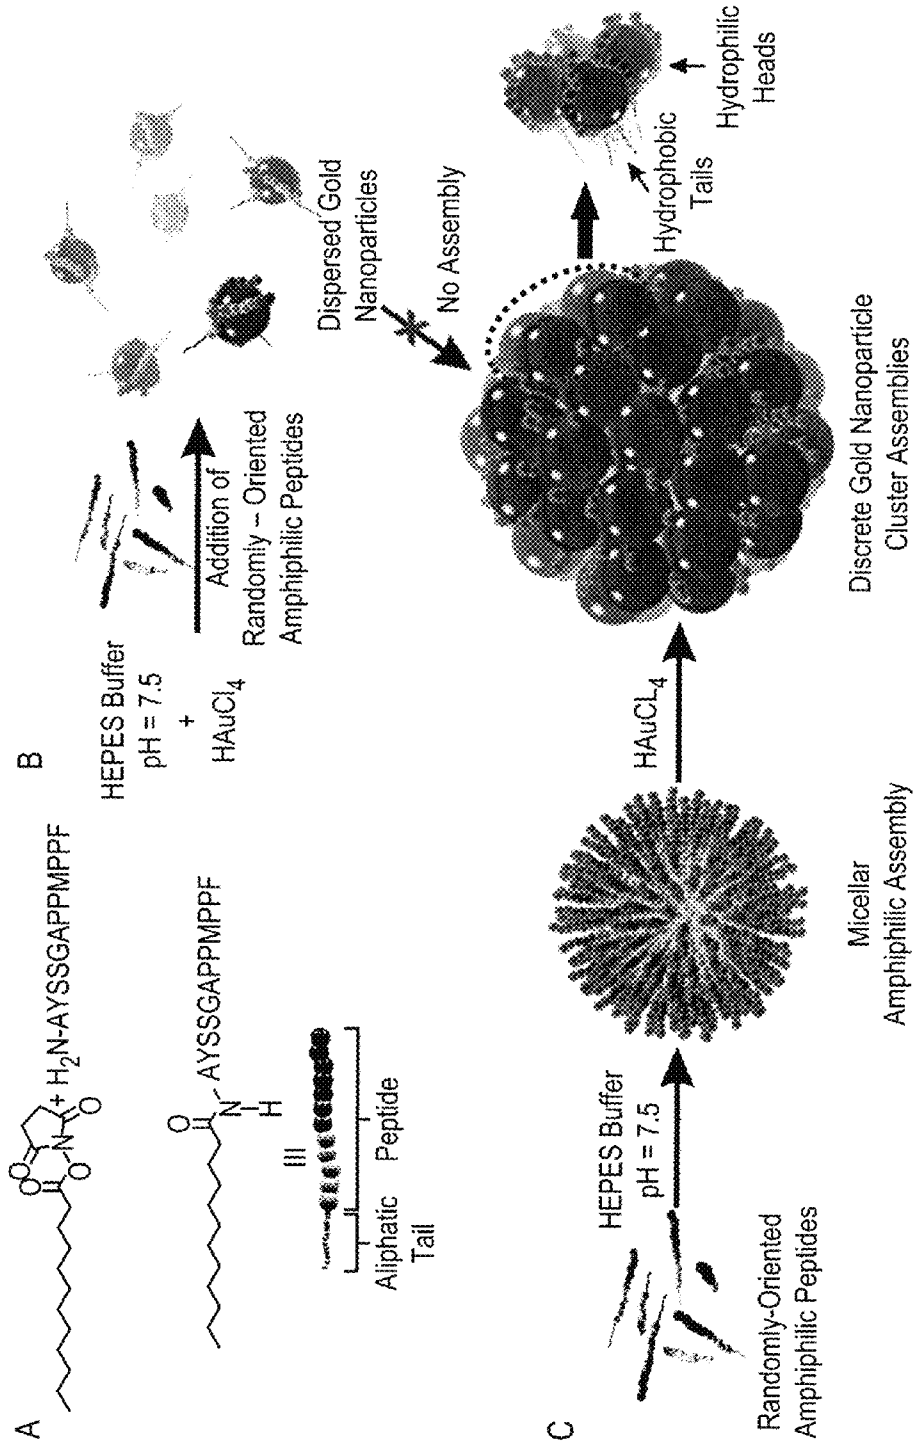 A
O
O
N
O
O
+ H2N-AYSSGAPPMPPF
O
N
H
AYSSGAPPMPPF
Aliphatic
Tail
Peptide
B
HEPES Buffer
pH = 7.5
+
HAuCl4
Addition of
Randomly – Oriented
Amphiphilic Peptides
Dispersed Gold
Nanoparticles
No Assembly
C
Randomly-Oriented
Amphiphilic Peptides
HEPES Buffer
pH = 7.5
Micellar
Amphiphilic Assembly
HAuCL4
Discrete Gold Nanoparticle
Cluster Assemblies
Hydrophobic
Tails
Hydrophilic
Heads